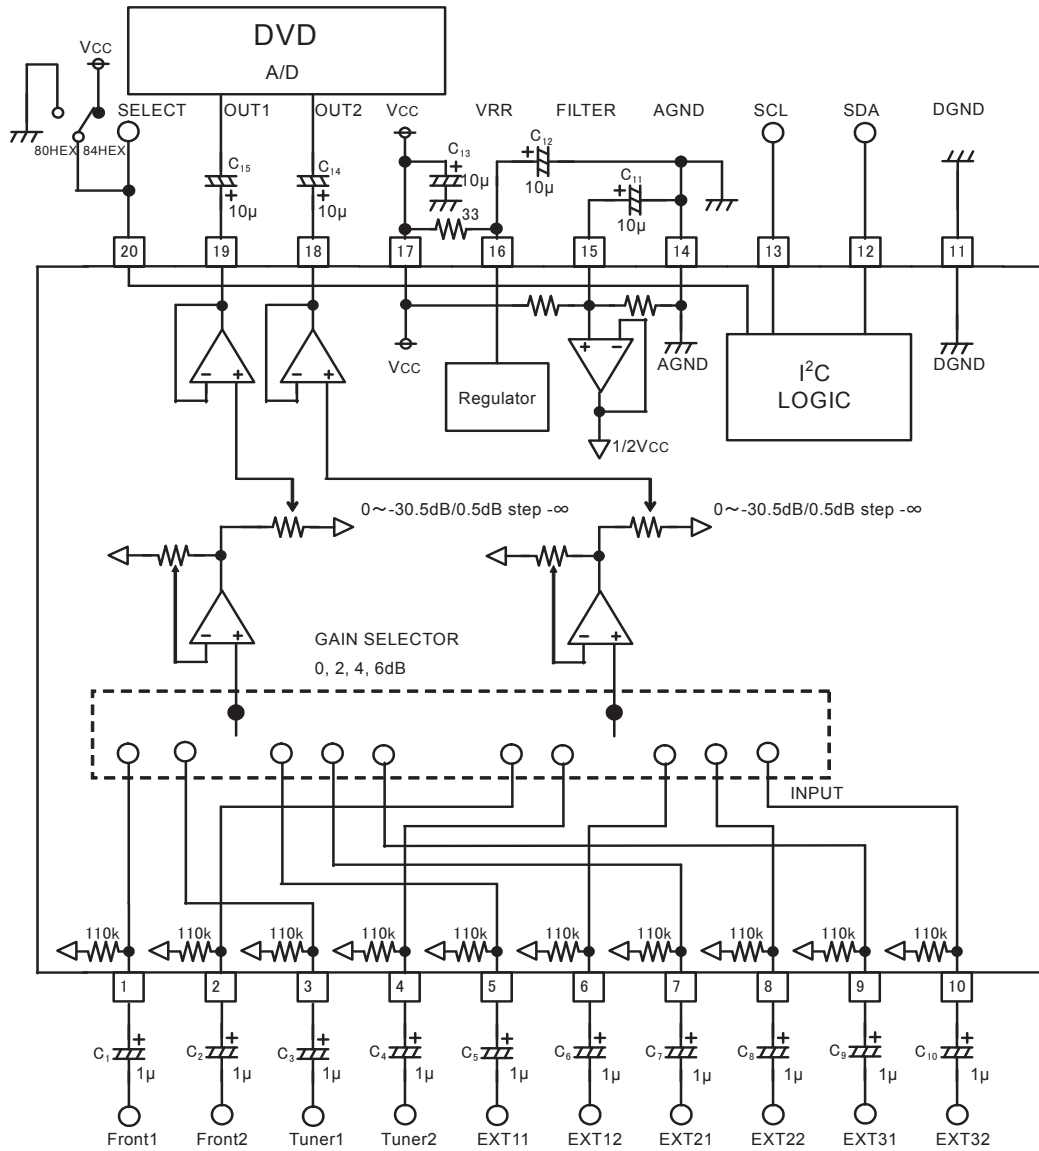 DVD
A/D
VCC
SELECT
OUT1
OUT2
VCC
VRR
FILTER
AGND
SCL
SDA
DGND
80HEX
84HEX
C15
10μ
C14
10μ
C13
10μ
33
C12
10μ
C11
10μ
20
19
18
17
16
15
14
13
12
11
− +
− +
VCC
Regulator
+ −
1/2VCC
AGND
I²C
LOGIC
DGND
0～-30.5dB/0.5dB step -∞
0～-30.5dB/0.5dB step -∞
− +
− +
GAIN SELECTOR
0, 2, 4, 6dB
INPUT
110k
110k
110k
110k
110k
110k
110k
110k
110k
110k
1
2
3
4
5
6
7
8
9
10
C1 + 1μ
C2 + 1μ
C3 + 1μ
C4 + 1μ
C5 + 1μ
C6 + 1μ
C7 + 1μ
C8 + 1μ
C9 + 1μ
C10 + 1μ
Front1
Front2
Tuner1
Tuner2
EXT11
EXT12
EXT21
EXT22
EXT31
EXT32